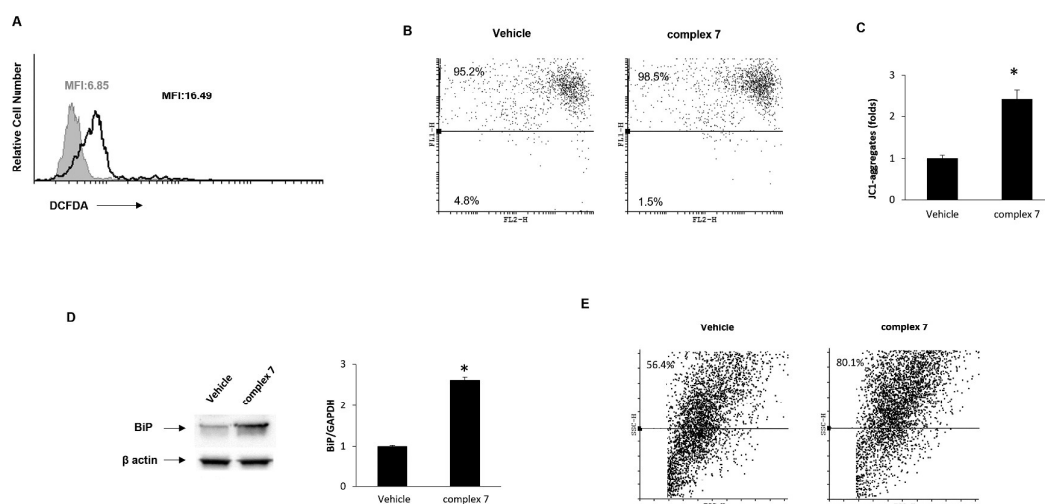 A
Relative Cell Number
MFI:6.85
MFI:16.49
DCFDA
B
Vehicle
complex 7
95.2%
4.8%
FL1-H
FL2-H
98.5%
1.5%
FL1-H
FL2-H
C
JC1-aggregates (folds)
3
2
1
0
Vehicle
complex 7
*
D
Vehicle
complex 7
BiP
β actin
BiP/GAPDH
3
2
1
0
*
Vehicle
complex 7
E
Vehicle
complex 7
56.4%
SSC-H
80.1%
SSC-H